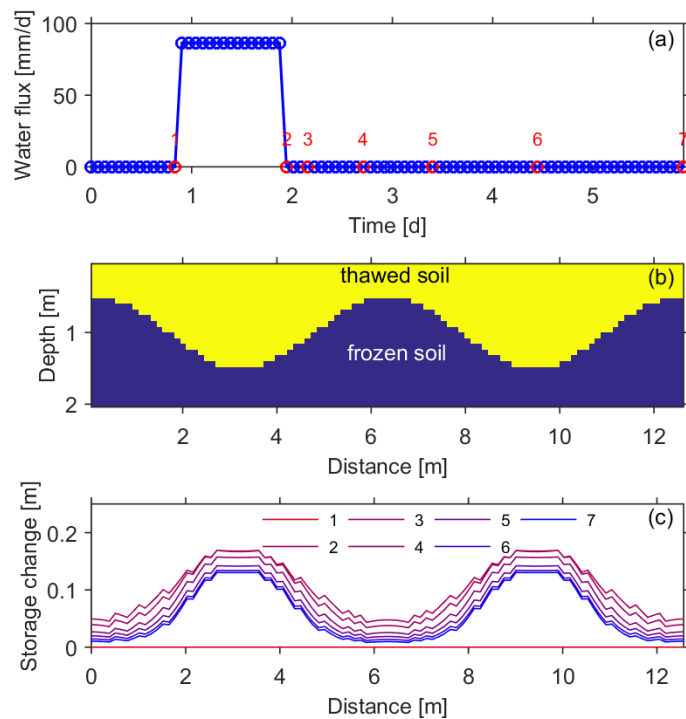 100
(a)
Water flux [mm/d]
50
1 2 3 4 5 6 7
0
0 1 2 3 4 5
Time [d]
thawed soil (b)
Depth [m]
1
frozen soil
2
2 4 6 8 10 12
Distance [m]
(c)
0.2
1 3 5 7
2 4 6
Storage change [m]
0.1
0
0 2 4 6 8 10 12
Distance [m]